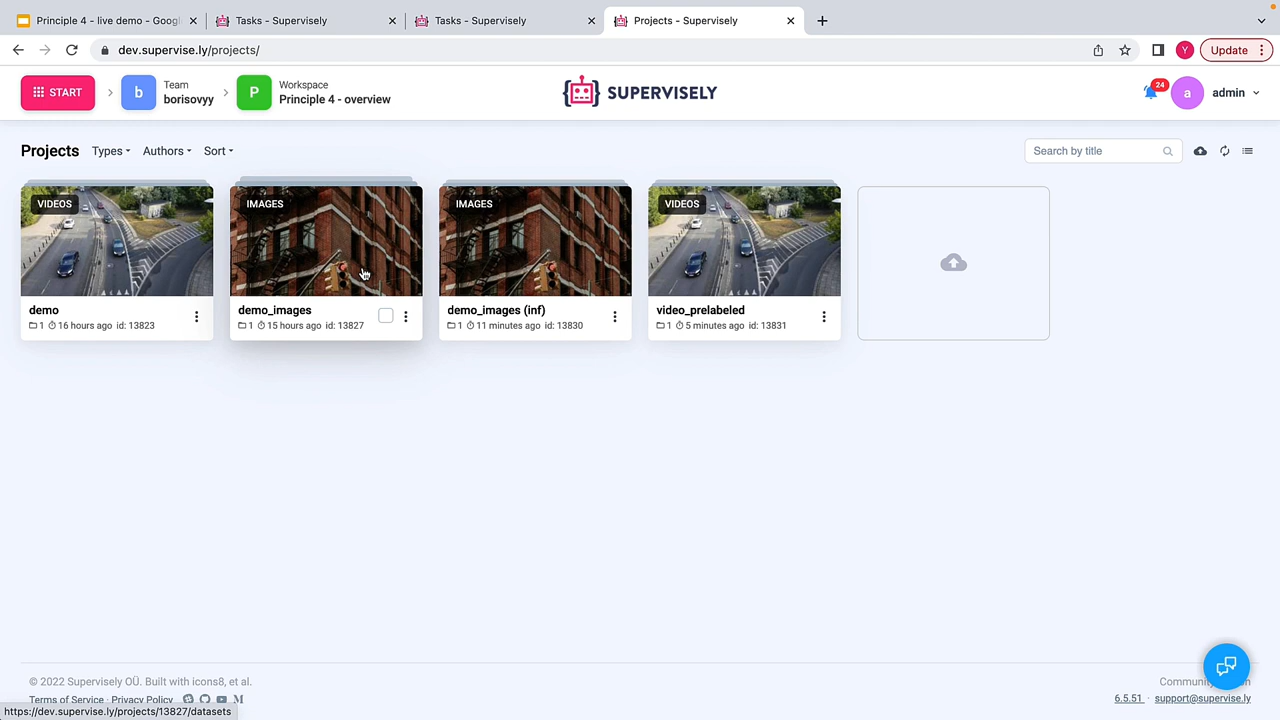 Principle 4 - live demo - Googl
Tasks - Supervisely
Tasks - Supervisely
Projects - Supervisely
dev.supervise.ly/projects/
Y
Update
START
b
Team
borisovyy
P
Workspace
Principle 4 - overview
SUPERVISELY
24
a
admin
Projects
Types
Authors
Sort
Search by title
VIDEOS
IMAGES
IMAGES
VIDEOS
demo
1 16 hours ago id: 13823
demo_images
1 15 hours ago id: 13827
demo_images (inf)
1 11 minutes ago id: 13830
video_prelabeled
1 5 minutes ago id: 13831
© 2022 Supervisely OÜ. Built with icons8, et al.
Terms of Service · Privacy Policy
https://dev.supervise.ly/projects/13827/datasets
6.5.51 · support@supervise.ly